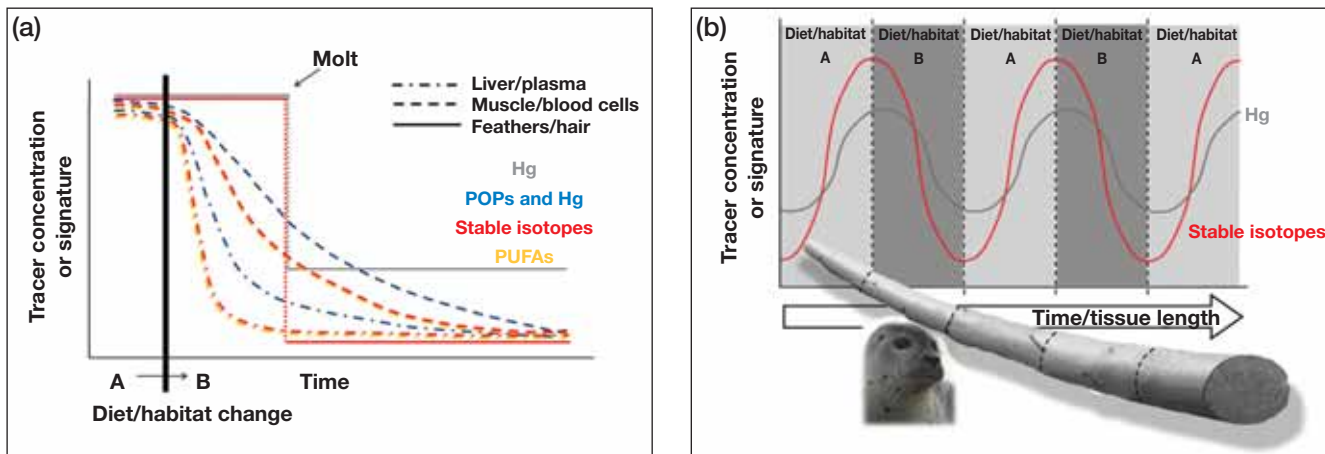 (a)
Tracer concentration
or signature
Molt
Liver/plasma
Muscle/blood cells
Feathers/hair
Hg
POPs and Hg
Stable isotopes
PUFAs
A
B
Time
Diet/habitat change
(b)
Tracer concentration
or signature
Diet/habitat
A
Diet/habitat
B
Diet/habitat
A
Diet/habitat
B
Diet/habitat
A
Hg
Stable isotopes
Time/tissue length